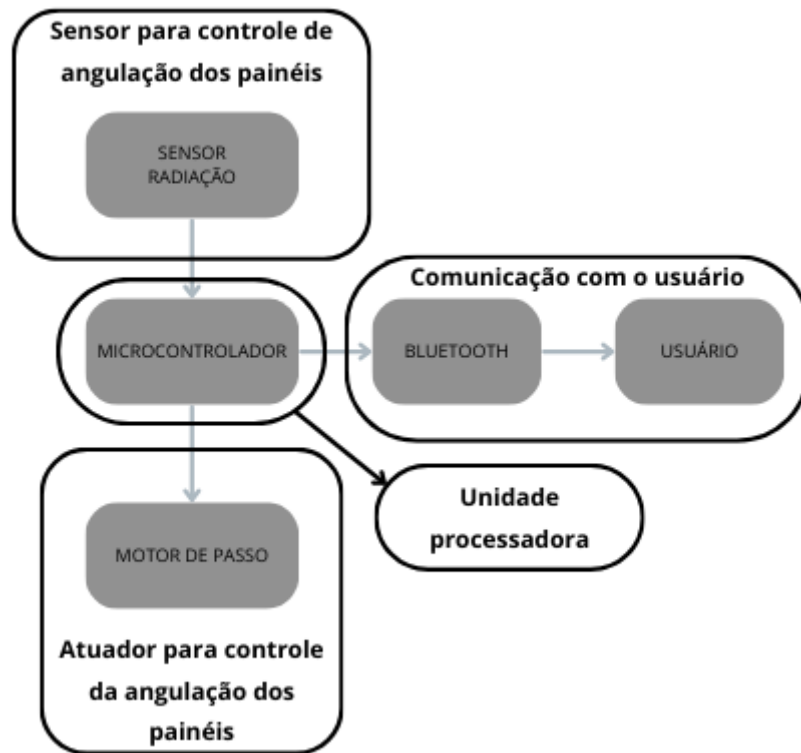 Sensor para controle de
angulação dos painéis
SENSOR
RADIAÇÃO
Comunicação com o usuário
MICROCONTROLADOR
BLUETOOTH
USUÁRIO
Unidade
processadora
MOTOR DE PASSO
Atuador para controle
da angulação dos
painéis